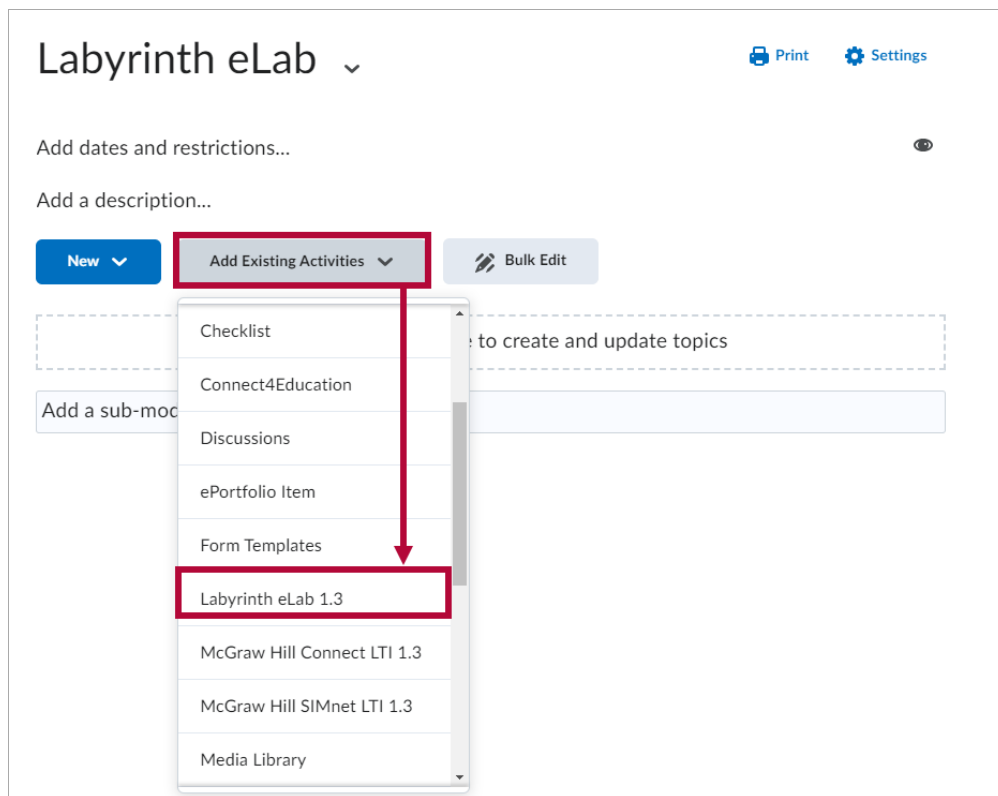 Labyrinth eLab
Print
Settings
Add dates and restrictions...
Add a description...
New
Add Existing Activities
Bulk Edit
to create and update topics
Add a sub-mod
Checklist
Connect4Education
Discussions
ePortfolio Item
Form Templates
Labyrinth eLab 1.3
McGraw Hill Connect LTI 1.3
McGraw Hill SIMnet LTI 1.3
Media Library